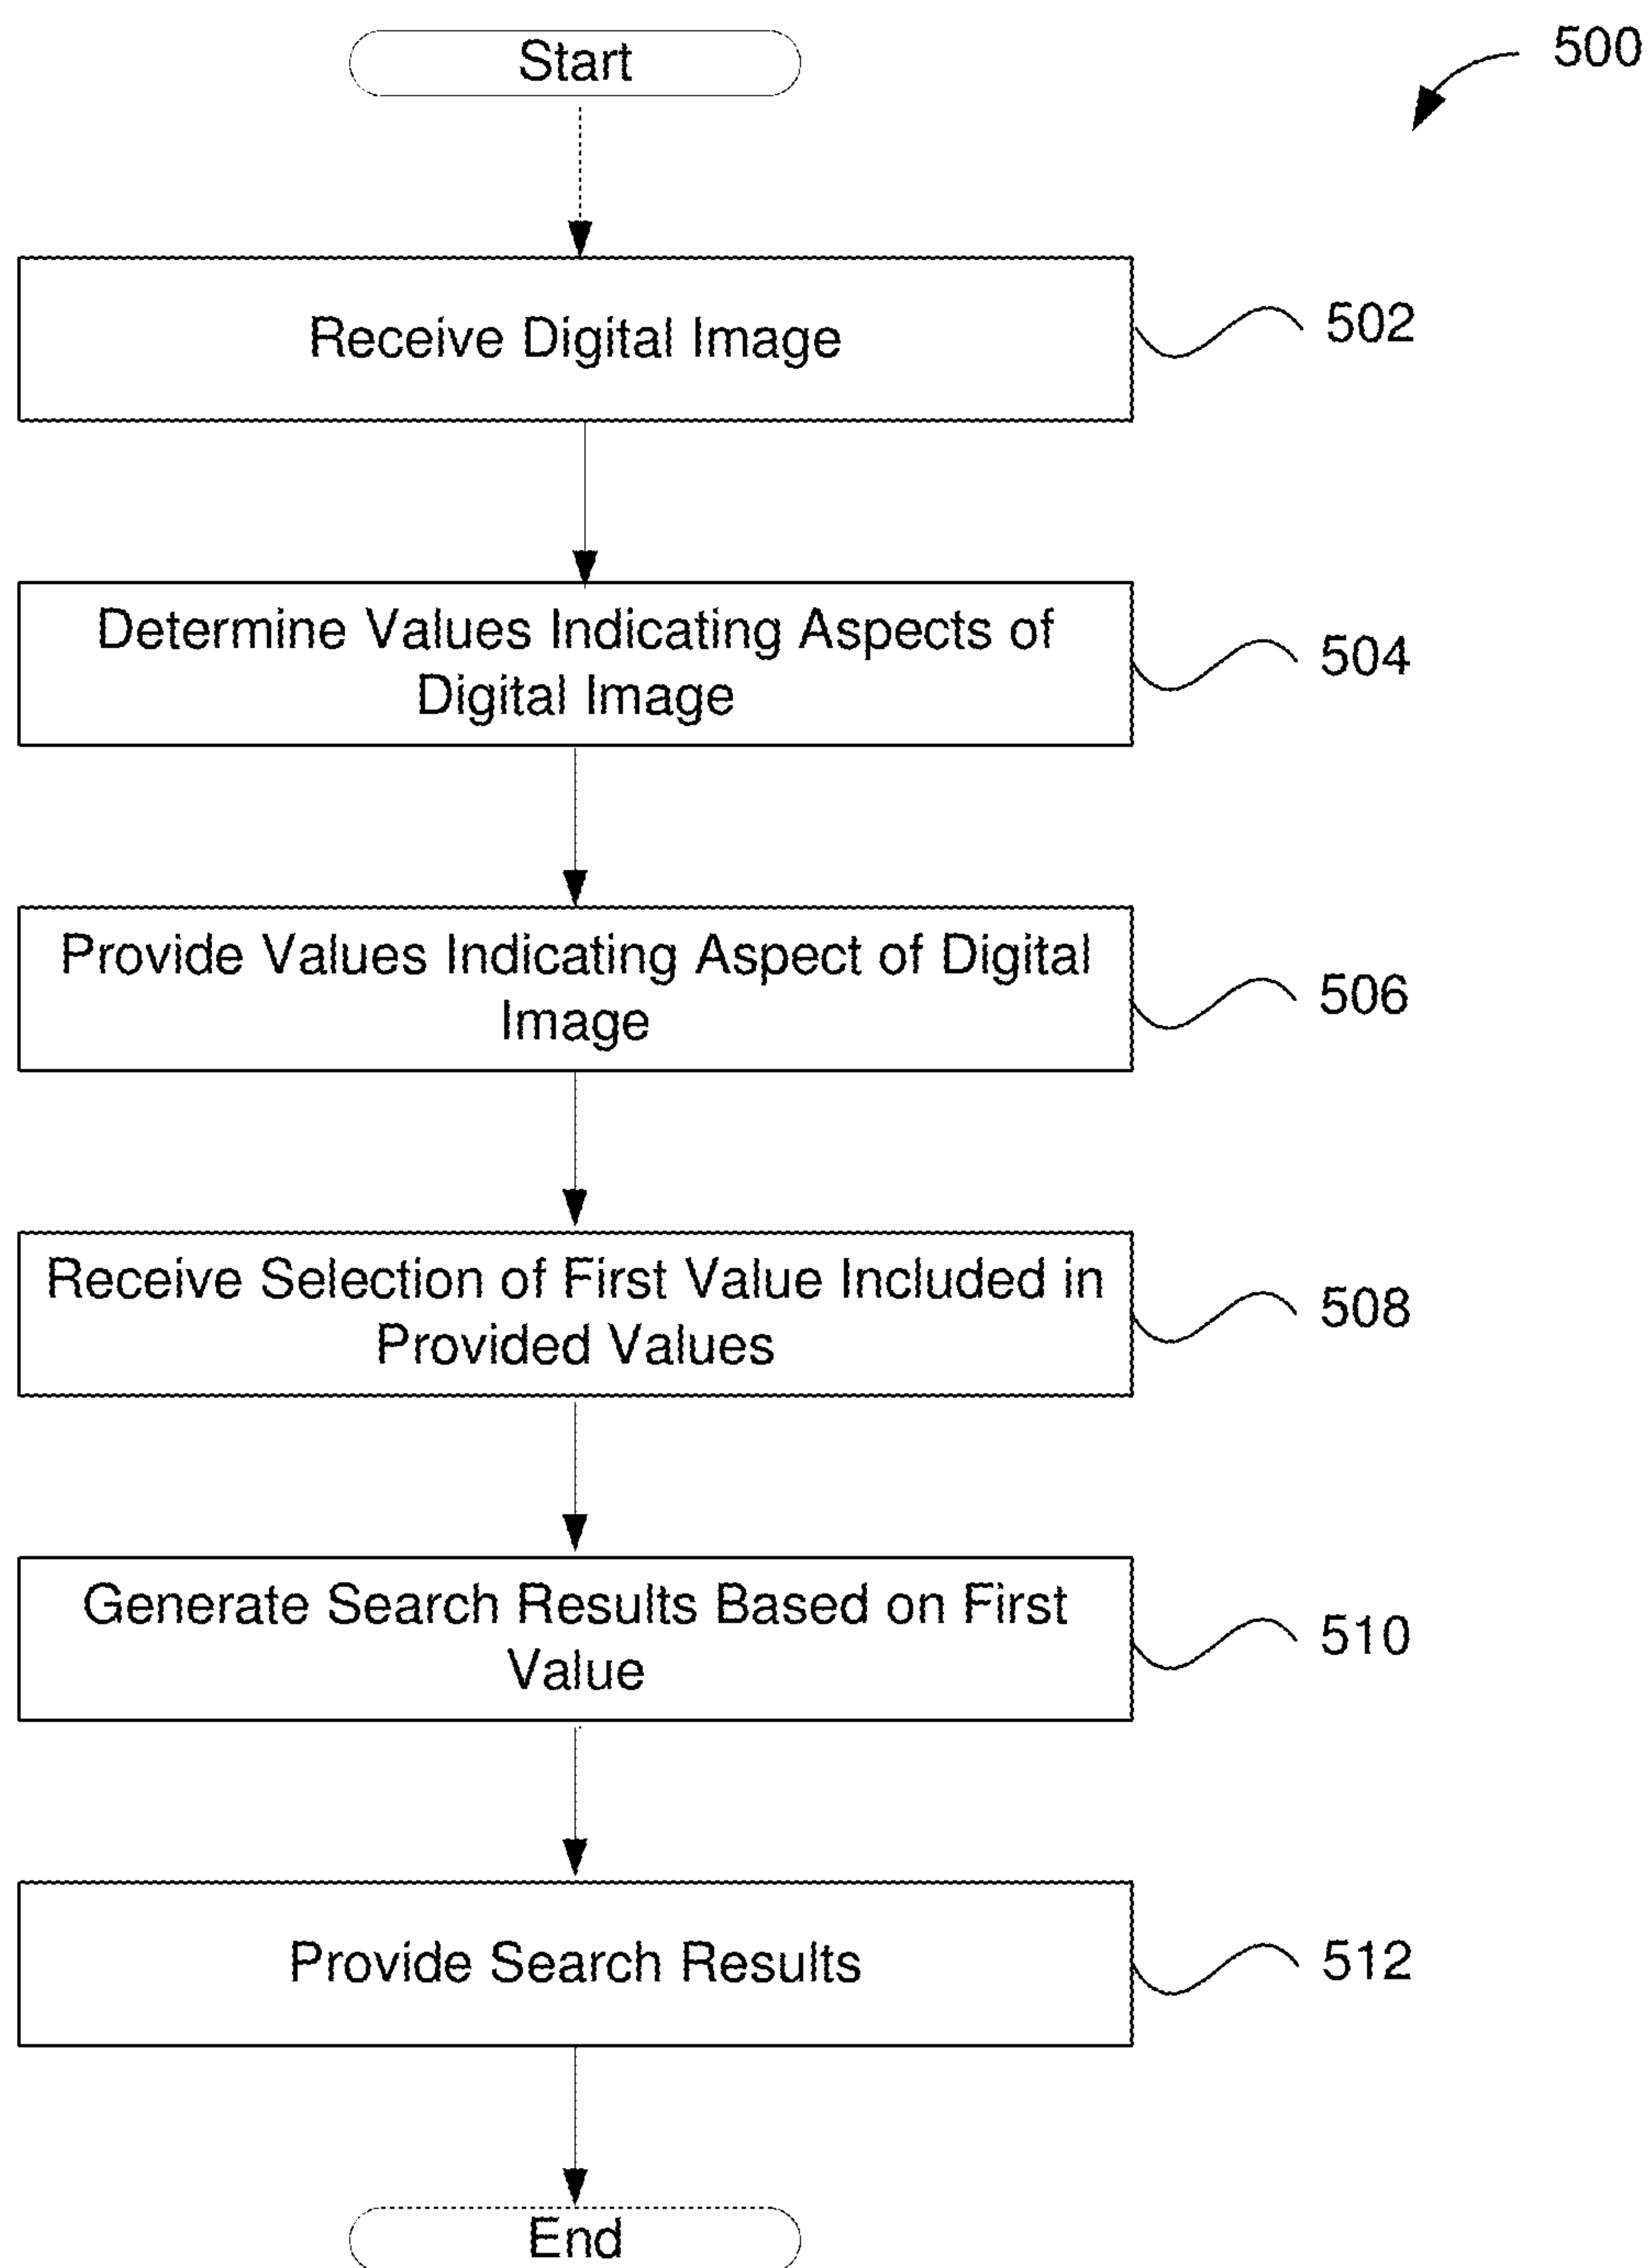 Start
500
Receive Digital Image
502
Determine Values Indicating Aspects of
Digital Image
504
Provide Values Indicating Aspect of Digital
Image
506
Receive Selection of First Value Included in
Provided Values
508
Generate Search Results Based on First
Value
510
Provide Search Results
512
End